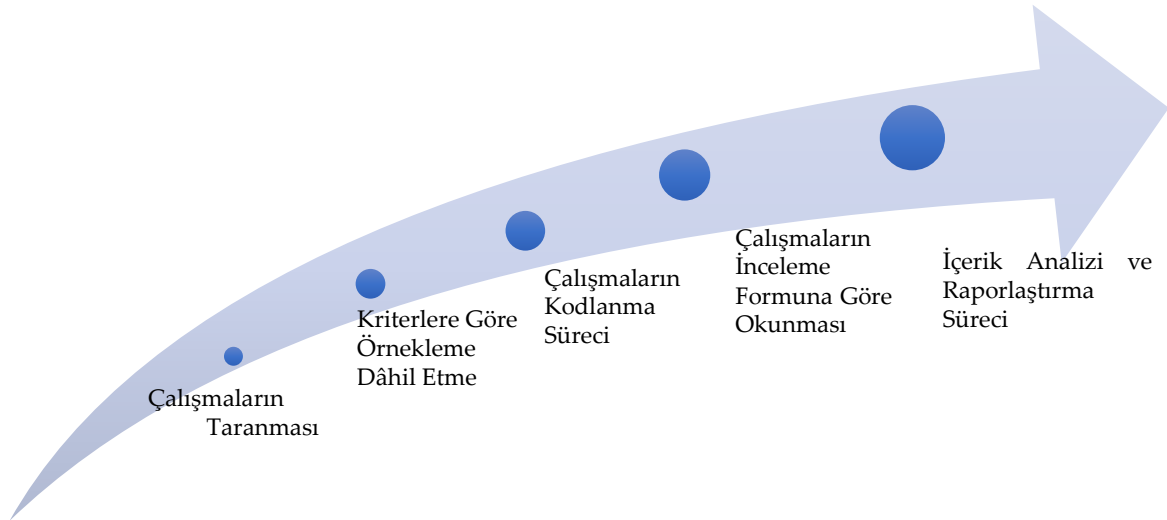 Çalışmaların
Taranması
Kriterlere Göre
Örnekleme
Dâhil Etme
Çalışmaların
Kodlanma
Süreci
Çalışmaların
İnceleme
Formuna Göre
Okunması
İçerik Analizi ve
Raporlaştırma
Süreci